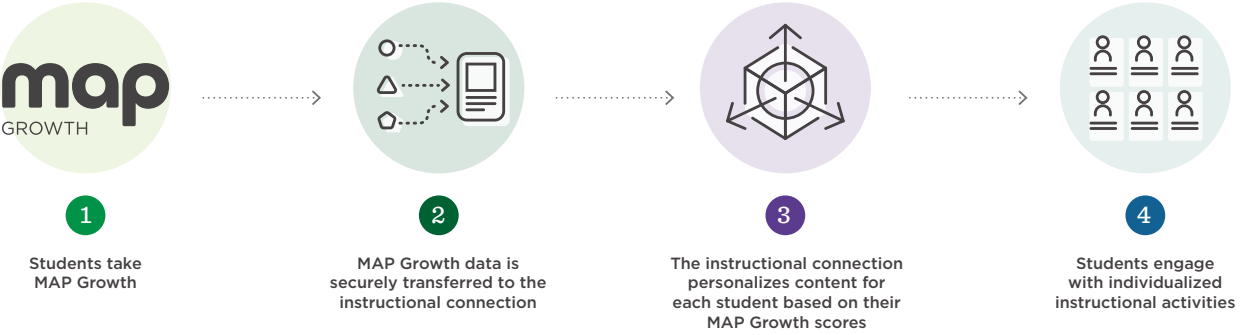 map
GROWTH
1
Students take
MAP Growth
2
MAP Growth data is
securely transferred to the
instructional connection
3
The instructional connection
personalizes content for
each student based on their
MAP Growth scores
4
Students engage
with individualized
instructional activities